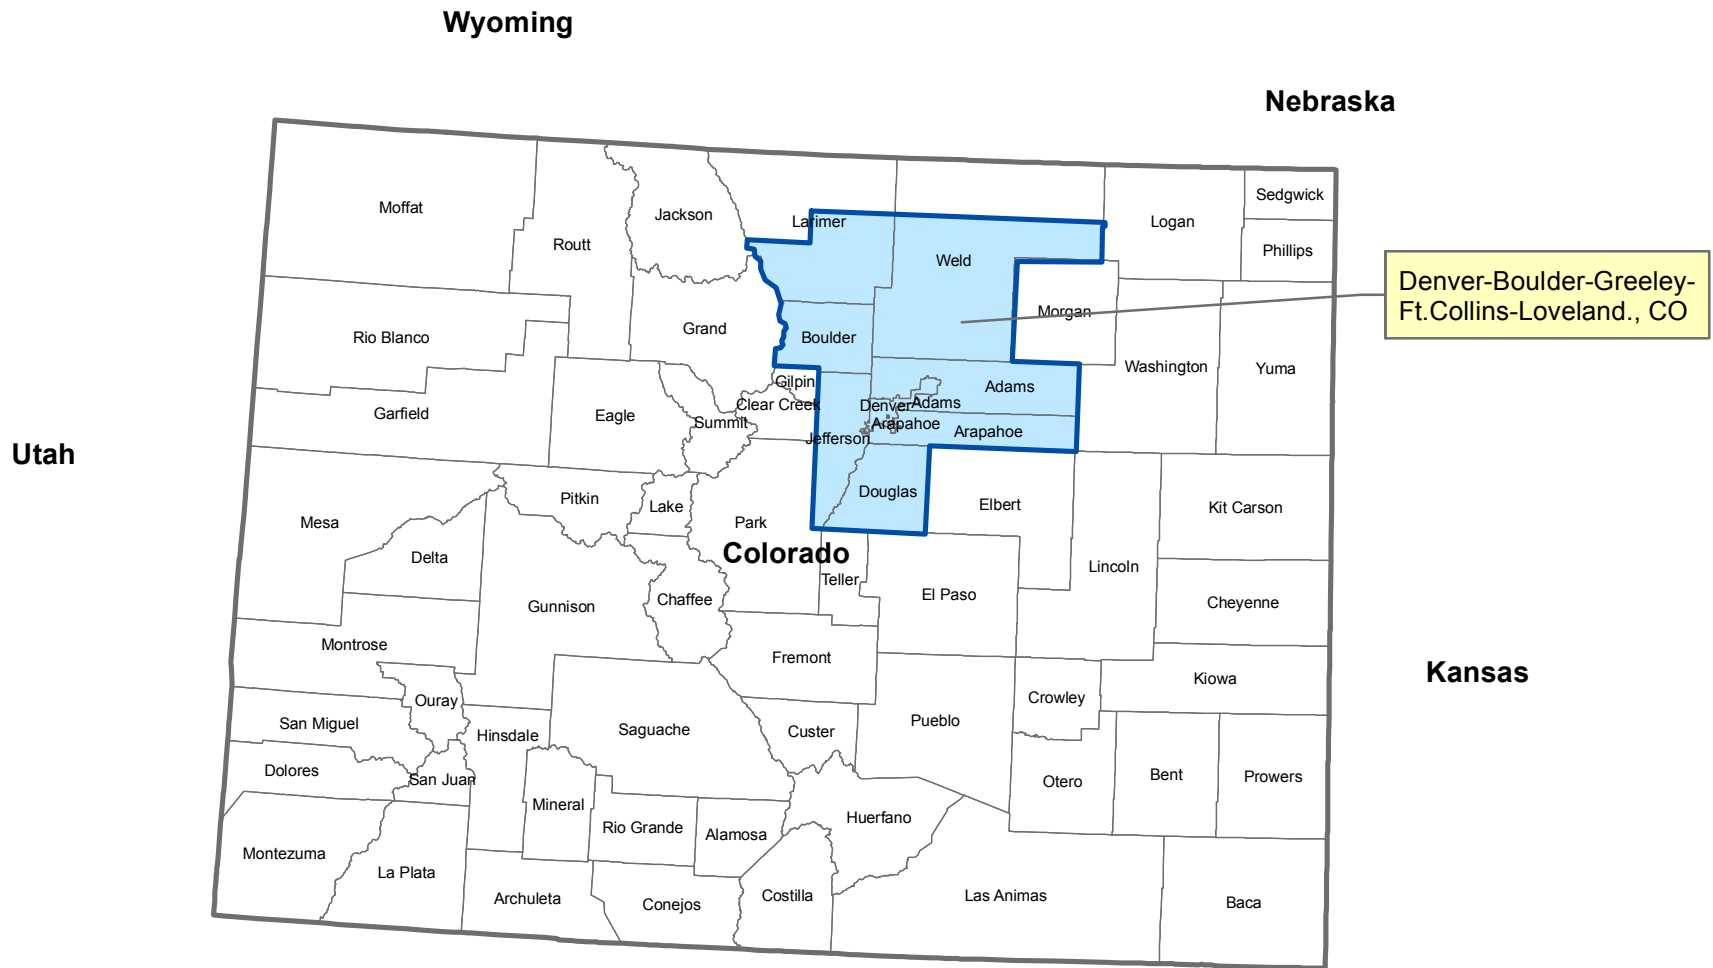 Wyoming
Nebraska
Utah
Kansas
Colorado
Denver-Boulder-Greeley-
Ft.Collins-Loveland., CO
Moffat
Routt
Jackson
Larimer
Weld
Logan
Sedgwick
Phillips
Morgan
Rio Blanco
Grand
Boulder
Washington
Yuma
Garfield
Eagle
Summit
Gilpin
Clear Creek
Jefferson
Denver
Adams
Adams
Arapahoe
Arapahoe
Douglas
Elbert
Kit Carson
Mesa
Pitkin
Lake
Park
Delta
Gunnison
Chaffee
Teller
El Paso
Lincoln
Cheyenne
Montrose
Ouray
Fremont
Crowley
Kiowa
San Miguel
Hinsdale
Saguache
Custer
Pueblo
Dolores
San Juan
Mineral
Otero
Bent
Prowers
Rio Grande
Alamosa
Huerfano
Montezuma
La Plata
Archuleta
Conejos
Costilla
Las Animas
Baca